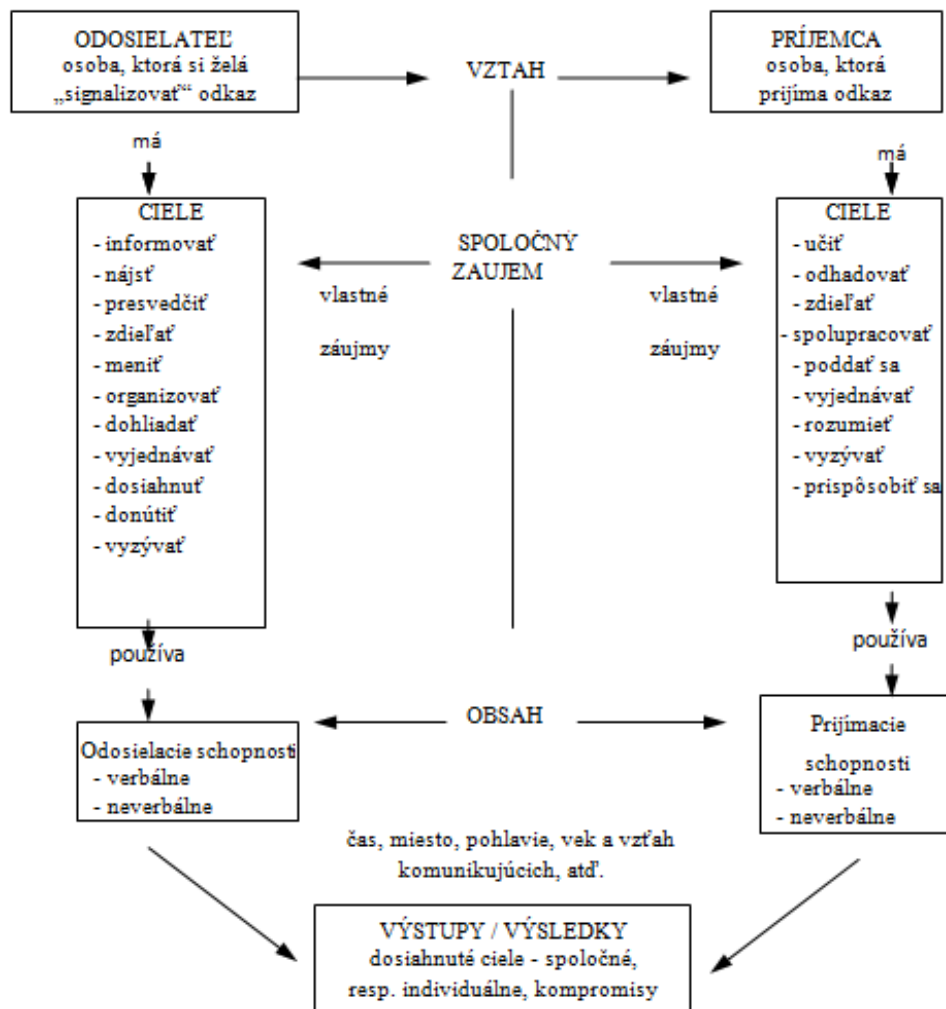 ODOSIELATEĽ
osoba, ktorá si želá
„signalizovať“ odkaz
VZTAH
PRÍJEMCA
osoba, ktorá
prijíma odkaz
má
má
CIELE
- informovať
- nájsť
- presvedčiť
- zdieľať
- meniť
- organizovať
- dohliadať
- vyjednávať
- dosiahnuť
- donútiť
- vyzývať
SPOLOČNÝ
ZAUJEM
vlastné
záujmy
vlastné
záujmy
CIELE
- učiť
- odhadovať
- zdieľať
- spolupracovať
- poddať sa
- vyjednávať
- rozumieť
- vyzývať
- prispôsobiť sa
používa
používa
Odosielacie schopnosti
- verbálne
- neverbálne
OBSAH
Prijímacie
schopnosti
- verbálne
- neverbálne
čas, miesto, pohlavie, vek a vzťah
komunikujúcich, atď.
VÝSTUPY / VÝSLEDKY
dosiahnuté ciele - spoločné,
resp. individuálne, kompromisy